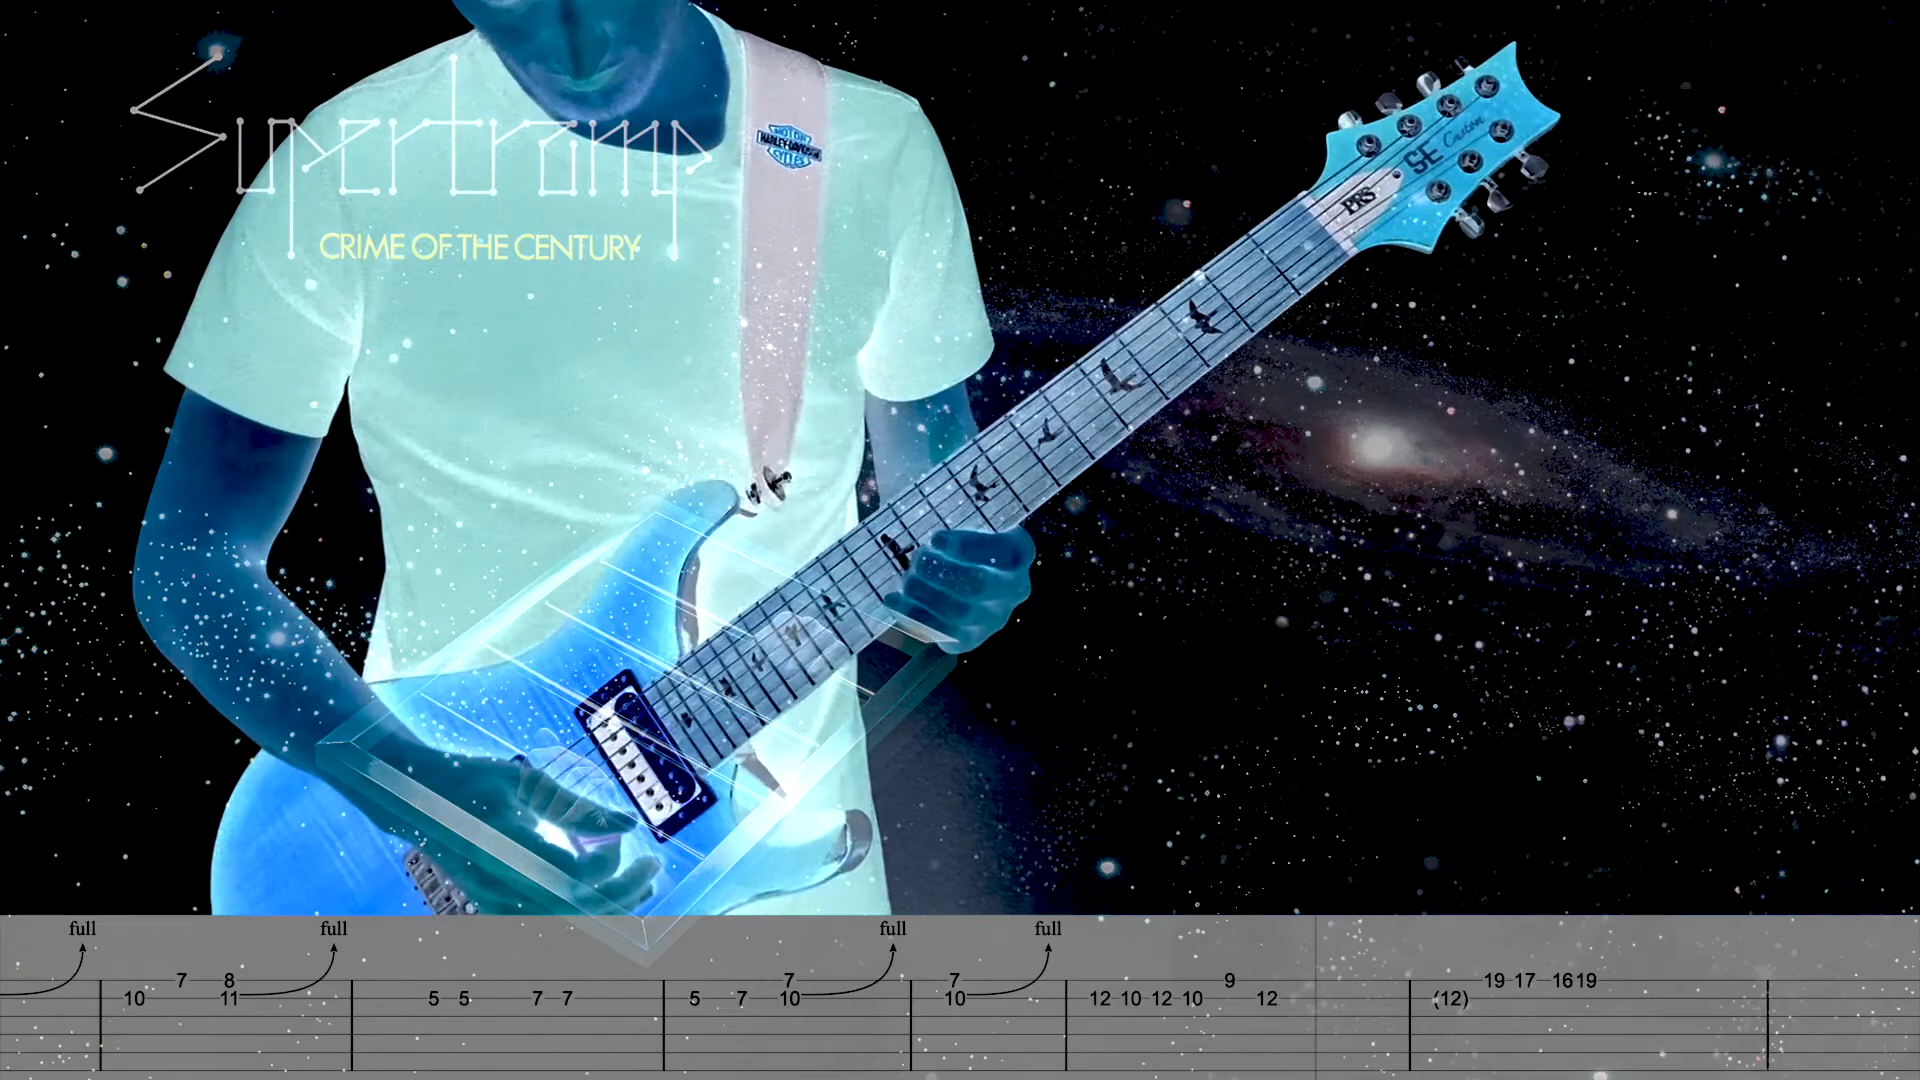 Supertramp
CRIME OF THE CENTURY
MOTOR
HARLEY-DAVIDSON
CYCLES
SE Custom
PRS
full full full full
7 8 7 7 9 19 17 16 19
10 11 5 5 7 7 5 7 10 10 12 10 12 10 12 (12)